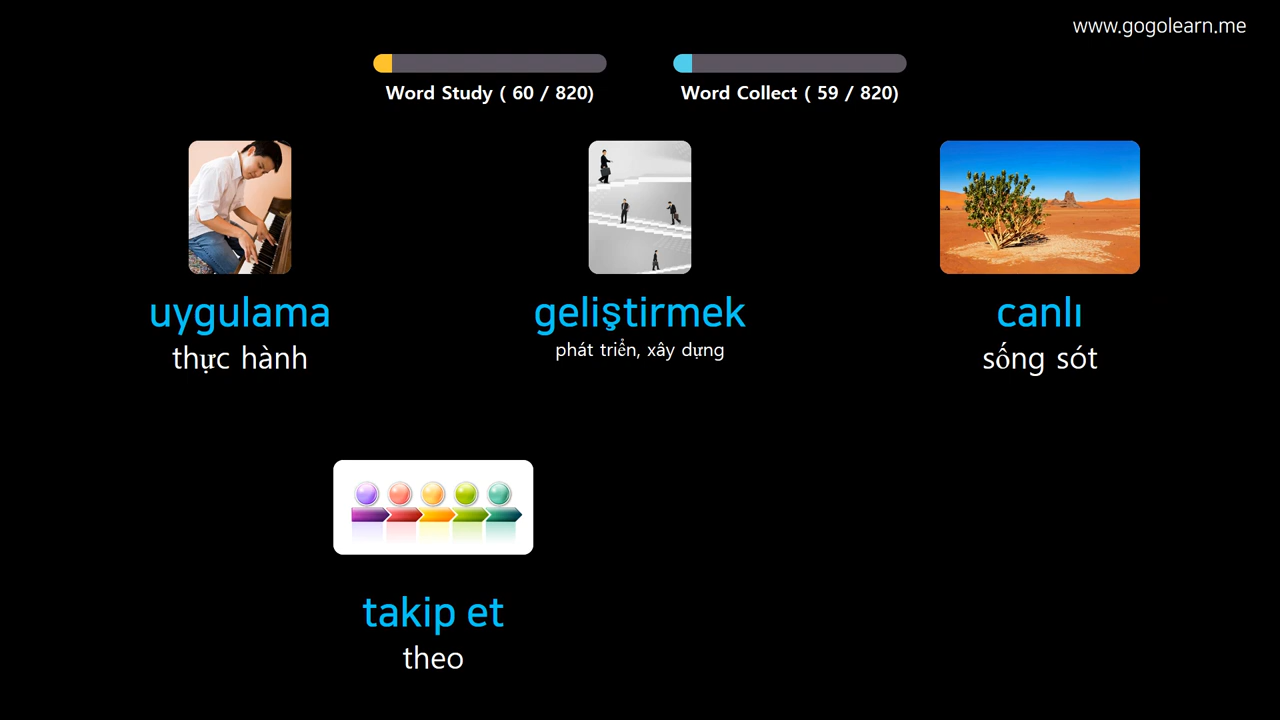 www.gogolearn.me
Word Study ( 60 / 820)
Word Collect ( 59 / 820)
uygulama
thực hành
geliştirmek
phát triển, xây dựng
canlı
sống sót
takip et
theo